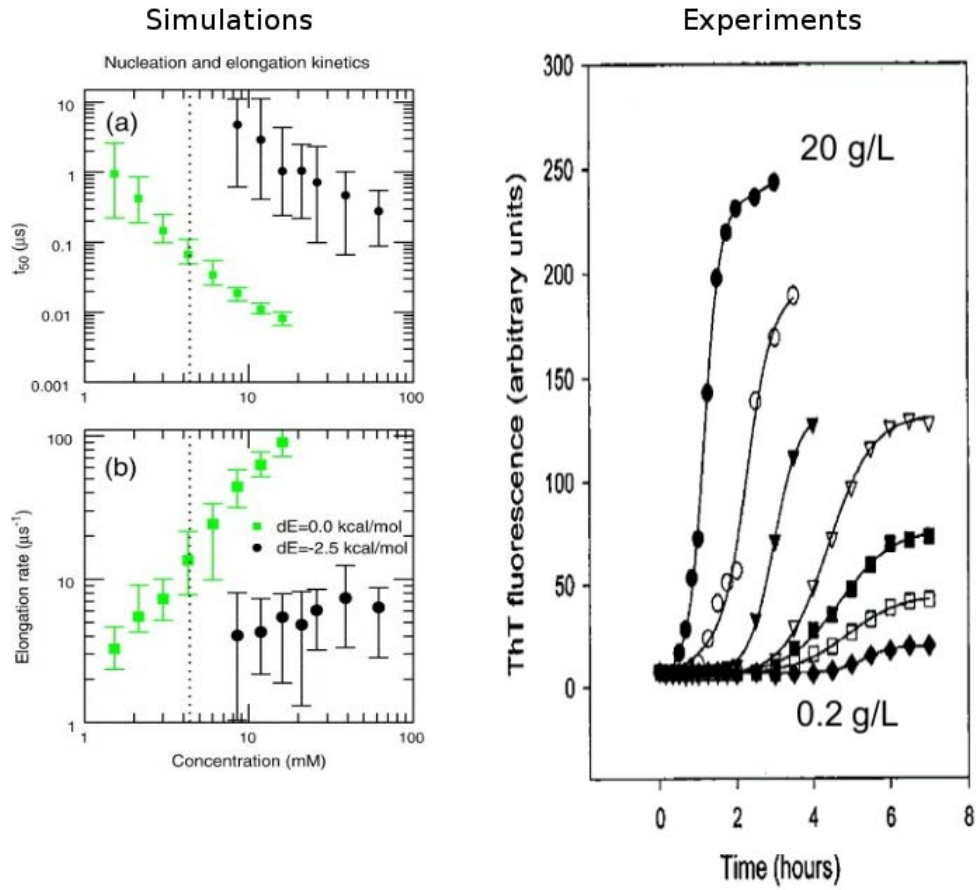 Simulations
Experiments
Nucleation and elongation kinetics
(a)
10
1
0.1
0.01
0.001
t50 (μs)
1
10
100
(b)
100
10
1
Elongation rate (μs-1)
dE=0.0 kcal/mol
dE=-2.5 kcal/mol
1
10
100
Concentration (mM)
300
250
200
150
100
50
0
ThT fluorescence (arbitrary units)
20 g/L
0.2 g/L
0
2
4
6
8
Time (hours)